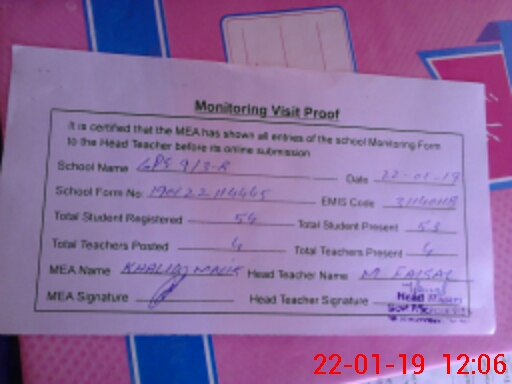 Monitoring Visit Proof
It is certified that the MEA has shown all entries of the school Monitoring Form
to the Head Teacher before its online submission
School Name GPS 9/3-R Date 22-01-19
School Form No EMIS Code
Total Student Registered 54 Total Student Present 53
Total Teachers Posted 4 Total Teachers Present 4
MEA Name KHALID MALIK Head Teacher Name M. FAISAL
MEA Signature Head Teacher Signature
Head
22-01-19 12:06